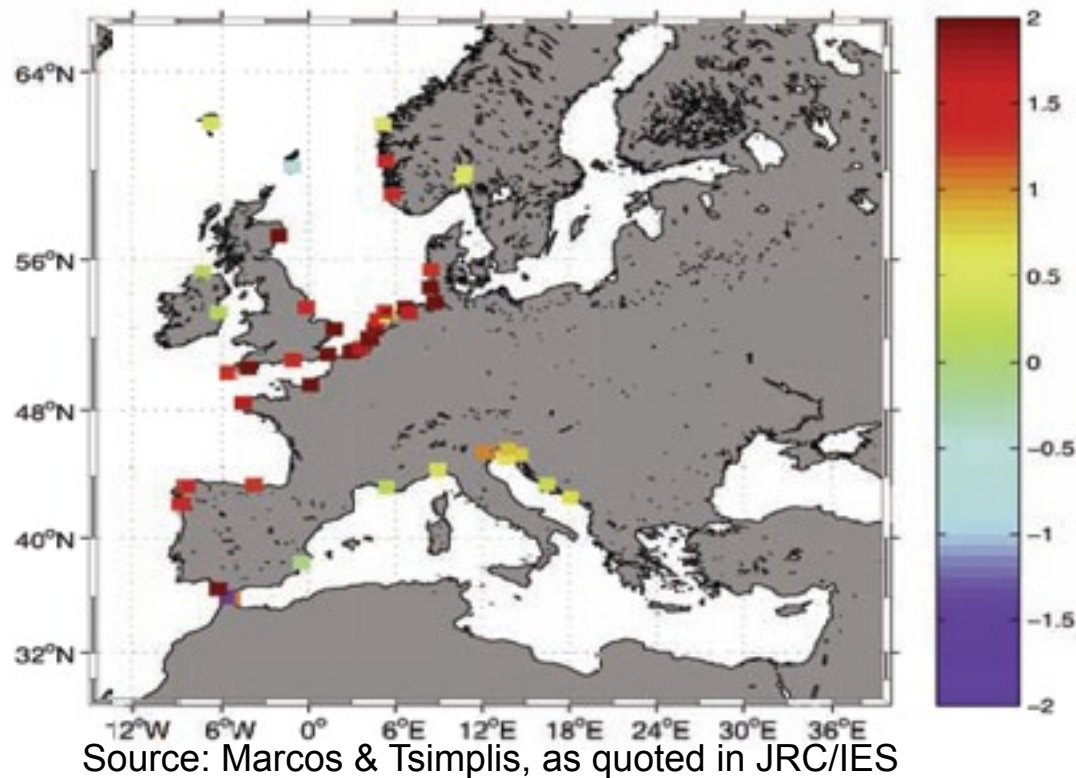 64°N
56°N
48°N
40°N
32°N
12°W 6°W 0° 6°E 12°E 18°E 24°E 30°E 36°E
2
1.5
1
0.5
0
−0.5
−1
−1.5
−2
Source: Marcos & Tsimplis, as quoted in JRC/IES